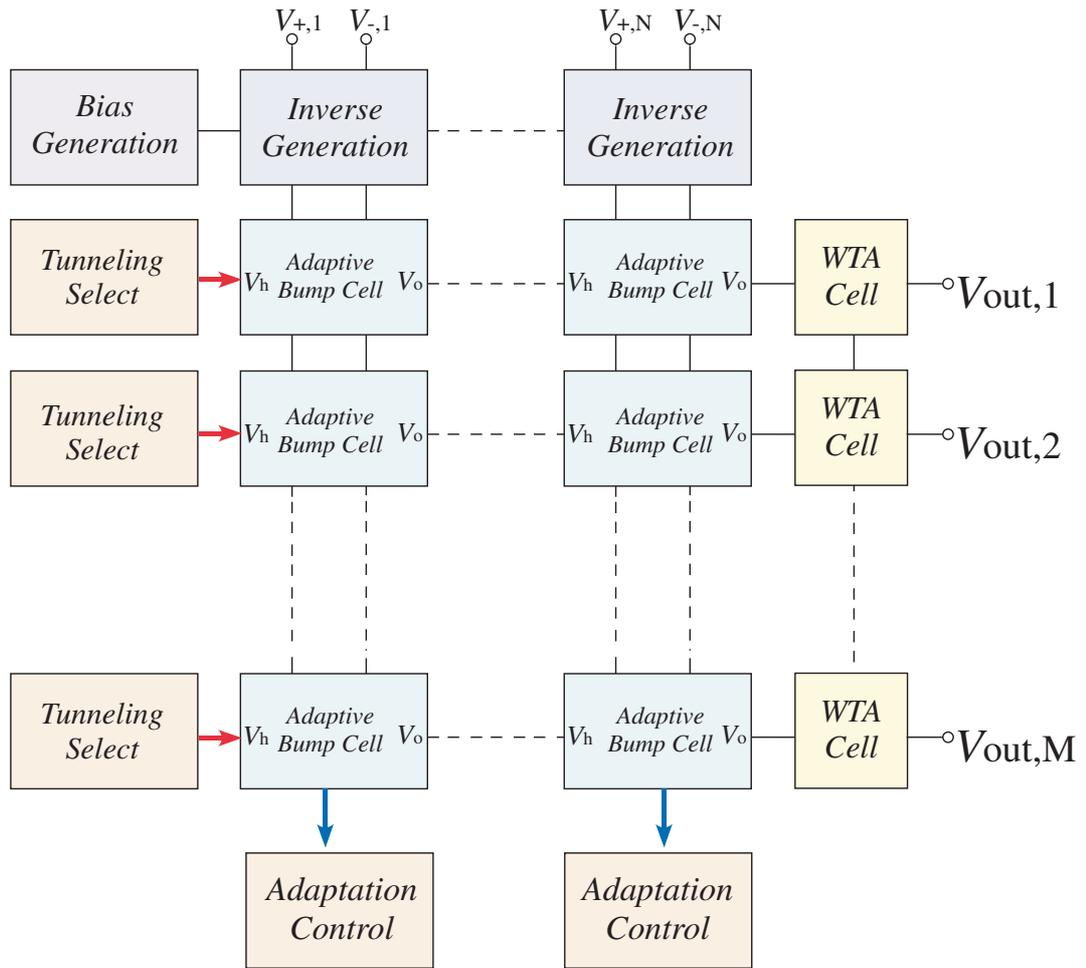 V+,1 V-,1 V+,N V-,N
Bias
Generation
Inverse
Generation
Inverse
Generation
Tunneling
Select
Vh Adaptive
Bump Cell Vo
Vh Adaptive
Bump Cell Vo
WTA
Cell
Vout,1
Tunneling
Select
Vh Adaptive
Bump Cell Vo
Vh Adaptive
Bump Cell Vo
WTA
Cell
Vout,2
Tunneling
Select
Vh Adaptive
Bump Cell Vo
Vh Adaptive
Bump Cell Vo
WTA
Cell
Vout,M
Adaptation
Control
Adaptation
Control